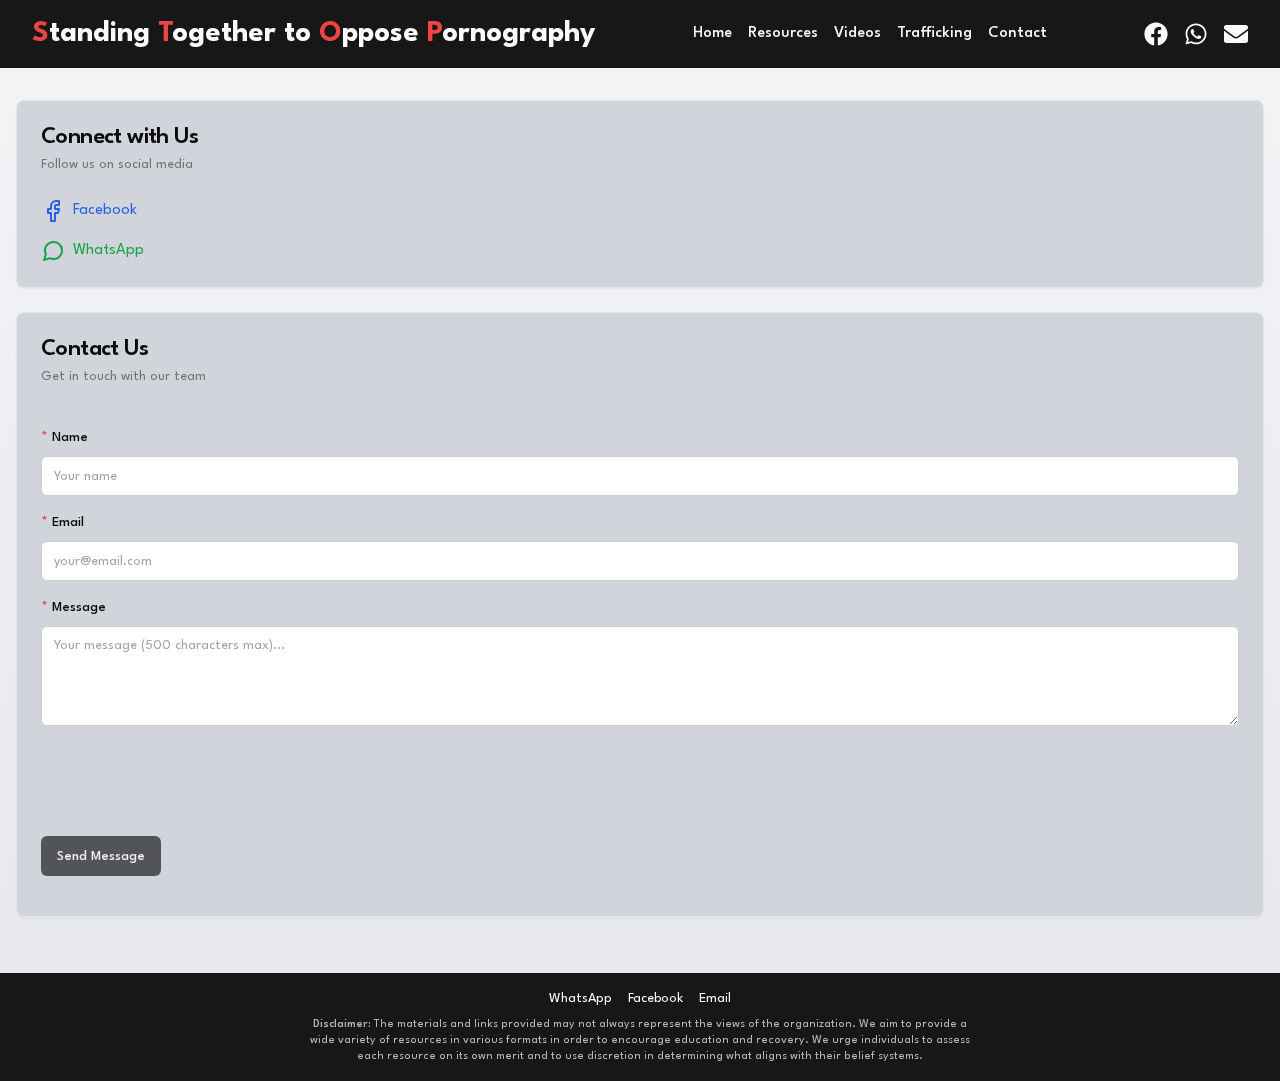 Standing Together to Oppose Pornography
Home Resources Videos Trafficking Contact
Connect with Us
Follow us on social media
Facebook
WhatsApp
Contact Us
Get in touch with our team
* Name
Your name
* Email
your@email.com
* Message
Your message (500 characters max)...
Send Message
WhatsApp Facebook Email
Disclaimer: The materials and links provided may not always represent the views of the organization. We aim to provide a
wide variety of resources in various formats in order to encourage education and recovery. We urge individuals to assess
each resource on its own merit and to use discretion in determining what aligns with their belief systems.